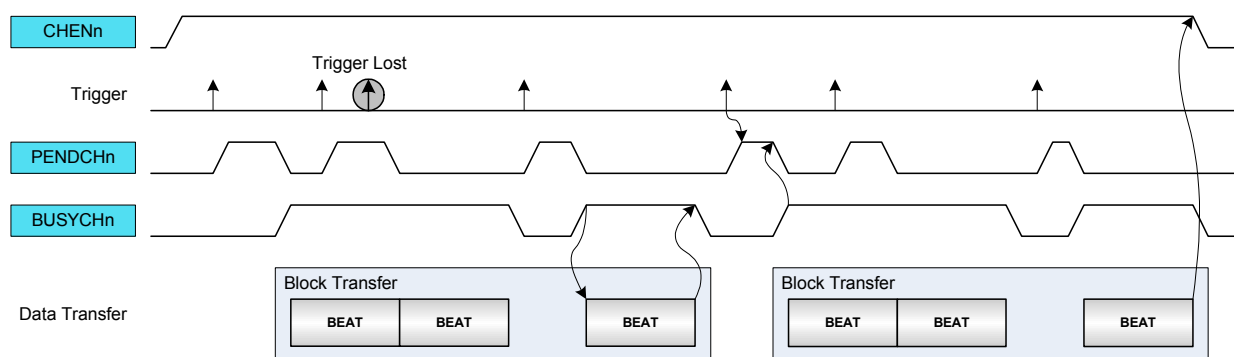 CHENn
Trigger Lost
Trigger
PENDCHn
BUSYCHn
Data Transfer
Block Transfer
BEAT
BEAT
BEAT
Block Transfer
BEAT
BEAT
BEAT